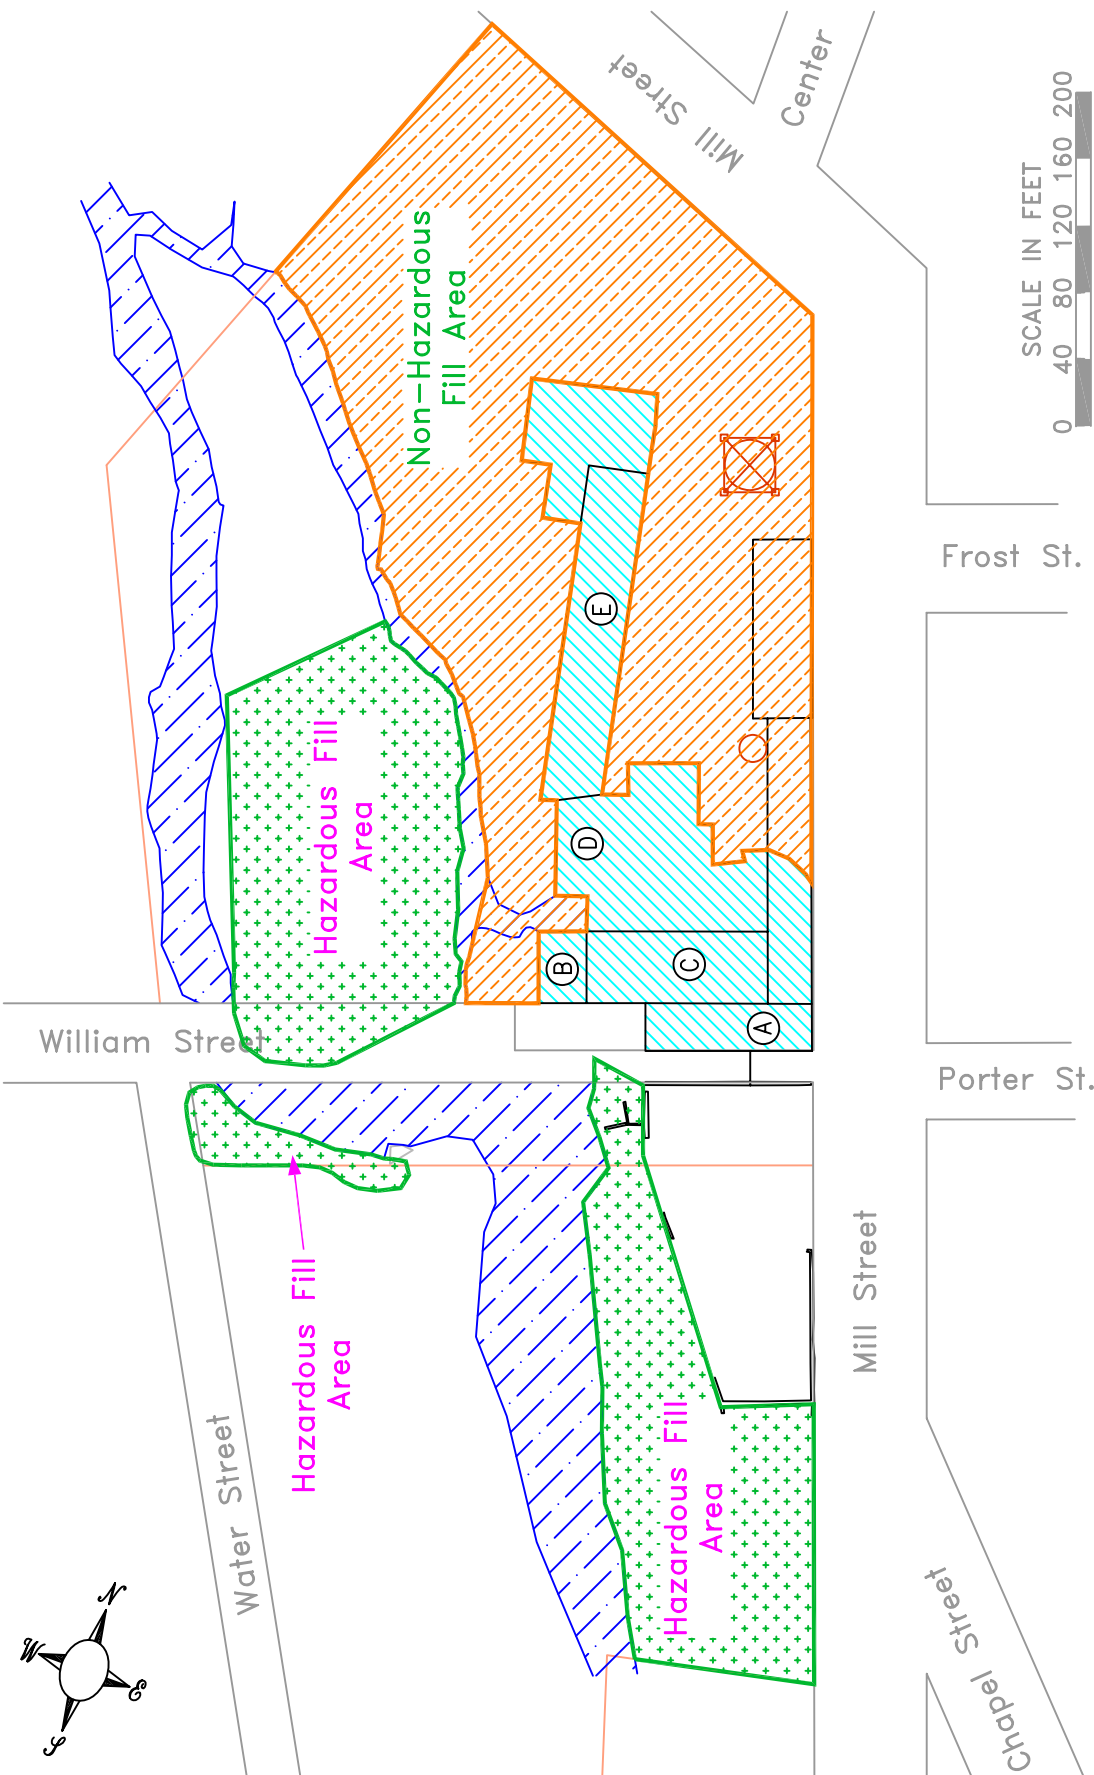 Mill Street
Center
SCALE IN FEET
0 40 80 120 160 200
Non-Hazardous
Fill Area
Frost St.
E
Hazardous Fill
Area
D
B
C
A
William Street
Porter St.
Hazardous Fill
Area
Mill Street
Water Street
Hazardous Fill
Area
Chapel Street
N
W
E
S